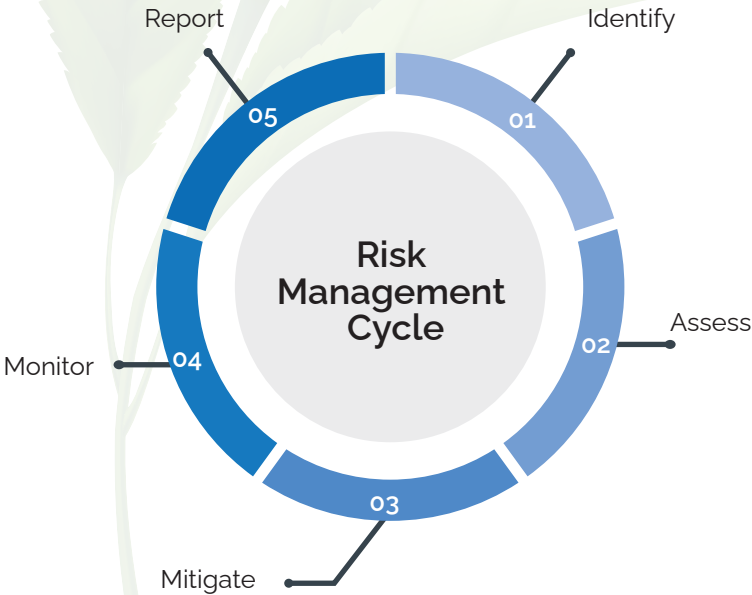 Report
Identify
05
01
Risk
Management
Cycle
Assess
02
Monitor
04
03
Mitigate